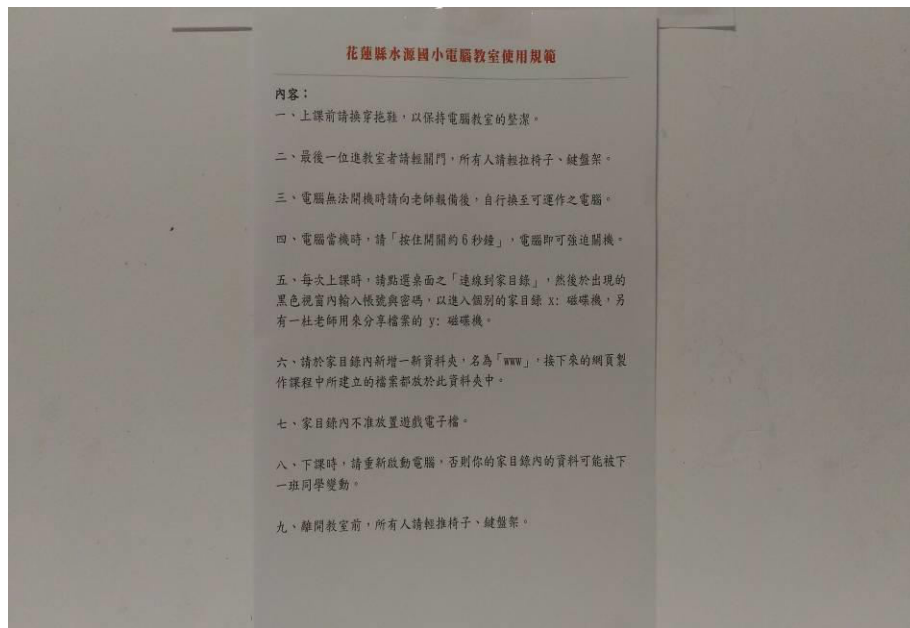 花蓮縣水源國小電腦教室使用規範
內容：
一、上課前請換穿拖鞋，以保持電腦教室的整潔。
二、最後一位進教室者請輕關門，所有人請輕拉椅子、鍵盤架。
三、電腦無法開機時請向老師報備後，自行換至可運作之電腦。
四、電腦當機時，請「按住開關約6秒鐘」，電腦即可強迫關機。
五、每次上課時，請點選桌面之「連線到家目錄」，然後於出現的
黑色視窗內輸入帳號與密碼，以進入個別的家目錄 x: 磁碟機，另
有一杜老師用來分享檔案的 y: 磁碟機。
六、請於家目錄內新增一新資料夾，名為「www」，接下來的網頁製
作課程中所建立的檔案都放於此資料夾中。
七、家目錄內不准放置遊戲電子檔。
八、下課時，請重新啟動電腦，否則你的家目錄內的資料可能被下
一班同學變動。
九、離開教室前，所有人請輕推椅子、鍵盤架。